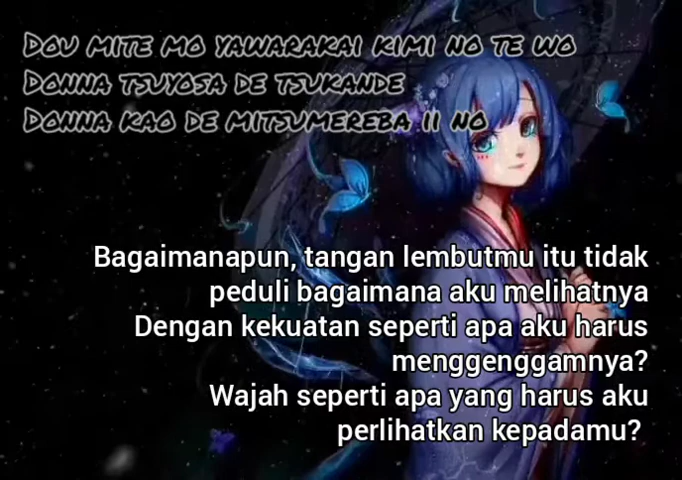 DOU MITE MO YAWARAKAI KIMI NO TE WO
DONNA TSUYOSA DE TSUKANDE
DONNA KAO DE MITSUMEREBA II NO
Bagaimanapun, tangan lembutmu itu tidak
peduli bagaimana aku melihatnya
Dengan kekuatan seperti apa aku harus
menggenggamnya?
Wajah seperti apa yang harus aku
perlihatkan kepadamu?